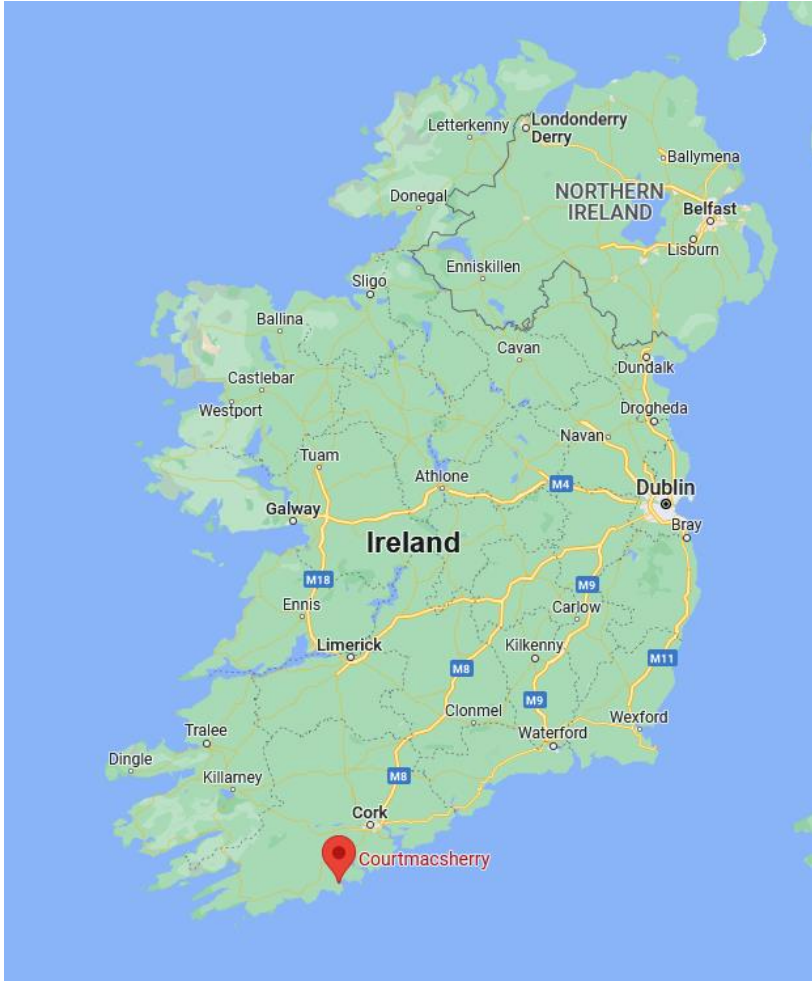 Letterkenny
Londonderry
Derry
Ballymena
NORTHERN
IRELAND
Donegal
Belfast
Lisburn
Enniskillen
Sligo
Ballina
Cavan
Dundalk
Castlebar
Westport
Drogheda
Navan
Tuam
Athlone
M4
Dublin
Galway
Bray
Ireland
M18
M9
Ennis
Carlow
Limerick
Kilkenny
M11
M8
M9
Clonmel
Wexford
Tralee
Waterford
Dingle
Killarney
M8
Cork
Courtmacsherry